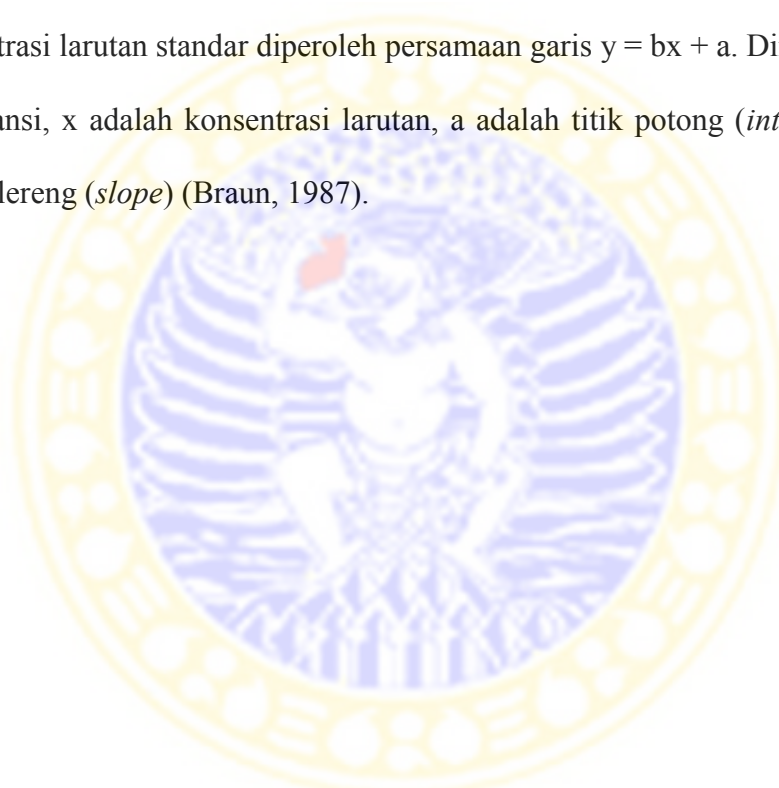 trasi larutan standar diperoleh persamaan garis y = bx + a. Di
ansi, x adalah konsentrasi larutan, a adalah titik potong (int
lereng (slope) (Braun, 1987).